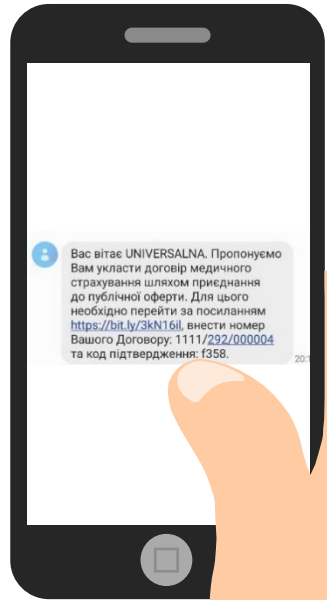 Вас вітає UNIVERSALNA. Пропонуємо
Вам укласти договір медичного
страхування шляхом приєднання
до публічної оферти. Для цього
необхідно перейти за посиланням
https://bit.ly/3kN16il, внести номер
Вашого Договору: 1111/292/000004
та код підтвердження: f358.